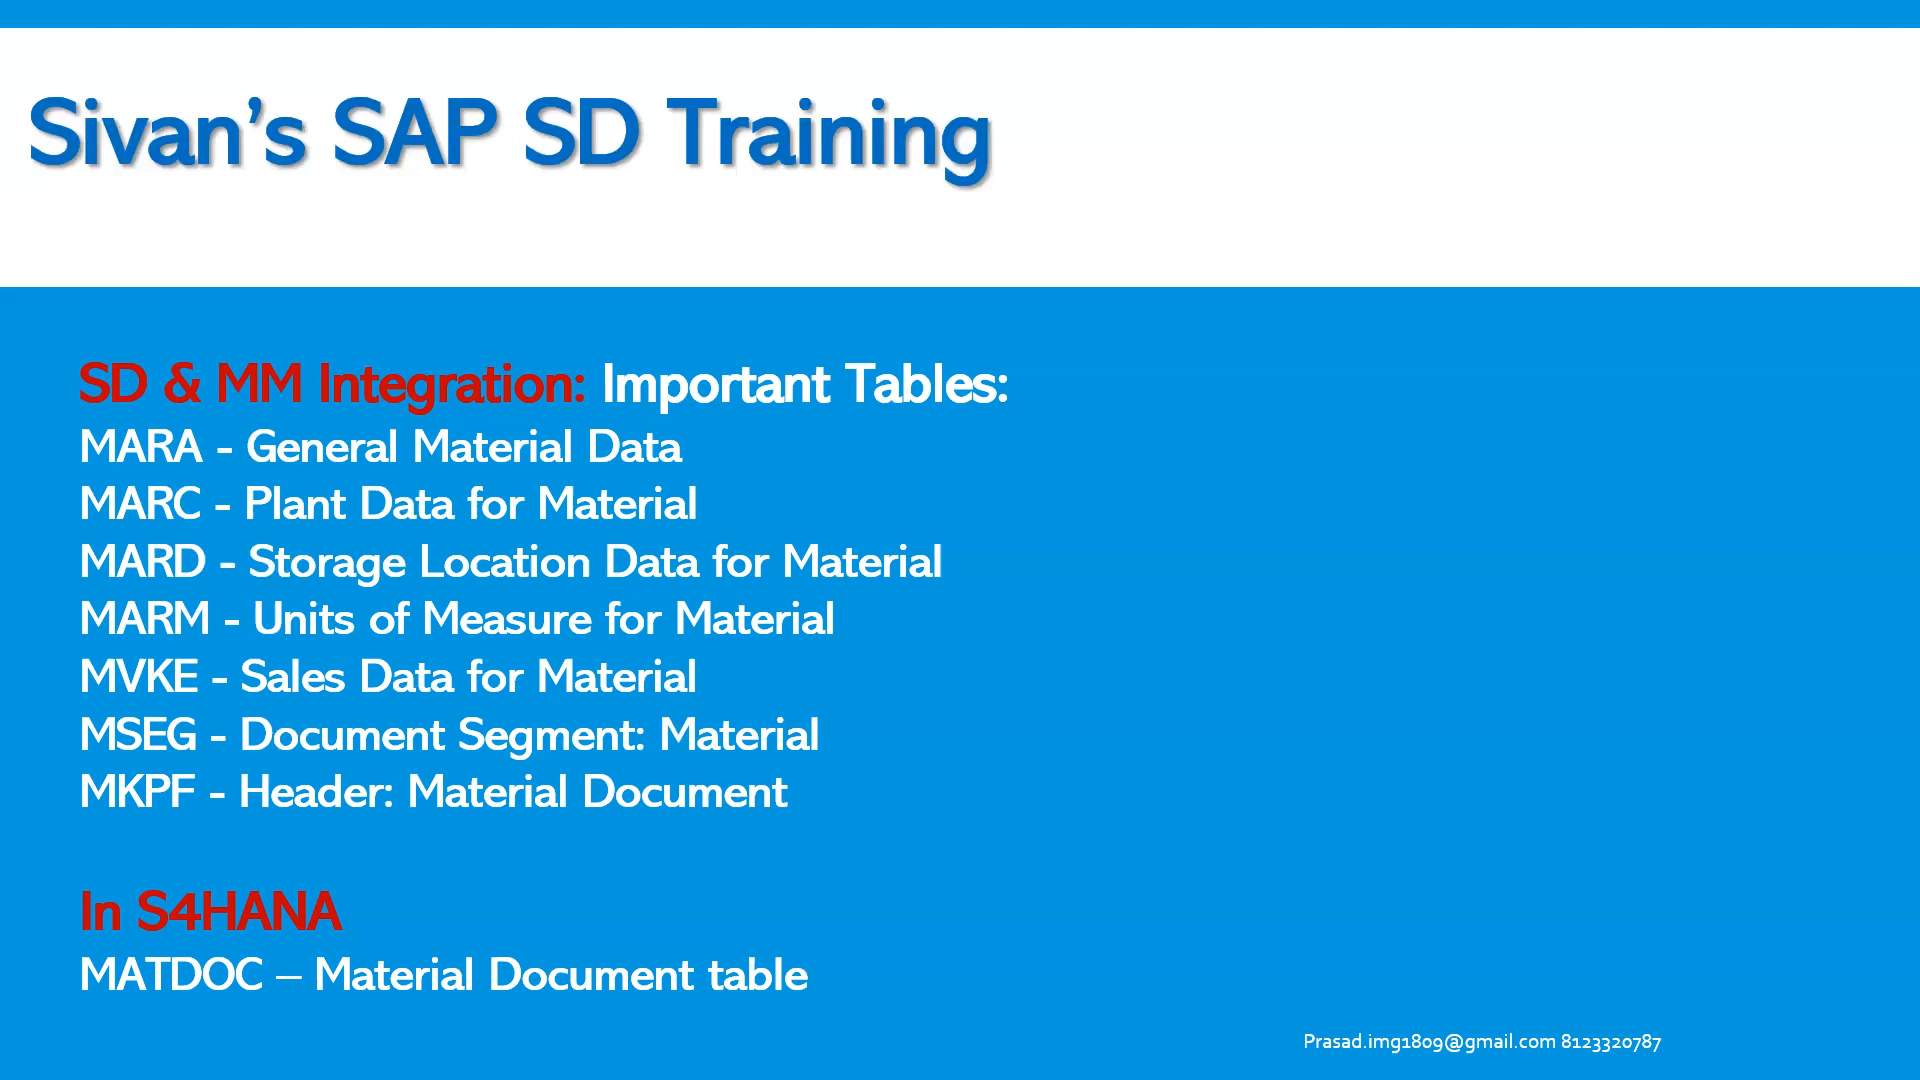 Sivan’s SAP SD Training
SD & MM Integration: Important Tables:
MARA - General Material Data
MARC - Plant Data for Material
MARD - Storage Location Data for Material
MARM - Units of Measure for Material
MVKE - Sales Data for Material
MSEG - Document Segment: Material
MKPF - Header: Material Document
In S4HANA
MATDOC – Material Document table
Prasad.img1809@gmail.com 8123320787